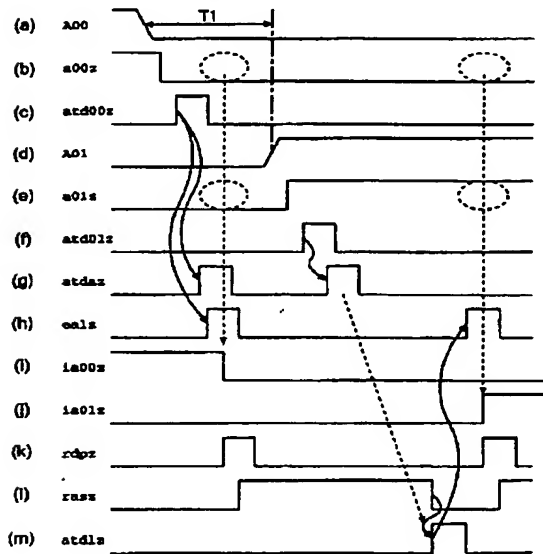 T1
(a) A00
(b) a00z
(c) atd00z
(d) A01
(e) a01z
(f) atd01z
(g) atdaz
(h) ealz
(i) ia00z
(j) ia01z
(k) rdpz
(l) rasz
(m) atdlz